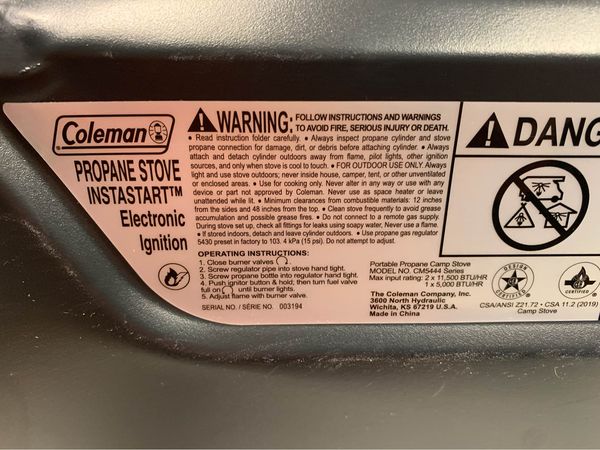 Coleman
PROPANE STOVE
INSTASTART™
Electronic
Ignition
WARNING: FOLLOW INSTRUCTIONS AND WARNINGS
TO AVOID FIRE, SERIOUS INJURY OR DEATH.
• Read instruction folder carefully. • Always inspect propane cylinder and stove
propane connection for damage, dirt, or debris before attaching cylinder. • Always
attach and detach cylinder outdoors away from flame, pilot lights, other ignition
sources, and only when stove is cool to touch. • FOR OUTDOOR USE ONLY. Always
light and use stove outdoors; never inside house, camper, tent, or other unventilated
or enclosed areas. • Use for cooking only. Never alter in any way or use with any
device or part not approved by Coleman. Never use as space heater or leave
unattended while lit. • Minimum clearances from combustible materials: 12 inches
from the sides and 48 inches from the top. • Clean stove frequently to avoid grease
accumulation and possible grease fires. • Do not connect to a remote gas supply.
During stove set up, check all fittings for leaks using soapy water. Never use a flame.
• If stored indoors, detach and leave cylinder outdoors. • Use propane gas regulator
5430 preset in factory to 103. 4 kPa (15 psi). Do not attempt to adjust.
OPERATING INSTRUCTIONS:
1. Close burner valves
2. Screw regulator pipe into stove hand tight.
3. Screw propane bottle into regulator hand tight.
4. Push ignitor button & hold; then turn fuel valve
full on until burner lights.
5. Adjust flame with burner valve.
SERIAL NO. / SÉRIE NO. 003194
Portable Propane Camp Stove
MODEL NO. CM5444 Series
Max input rating: 2 x 11,500 BTU/HR
1 x 5,000 BTU/HR
The Coleman Company, Inc.
3600 North Hydraulic
Wichita, KS 67219 U.S.A.
Made in China
DANG
DESIGN
CERTIFIED
CERTIFIED
CSA/ANSI Z21.72 • CSA 11.2 (2019)
Camp Stove